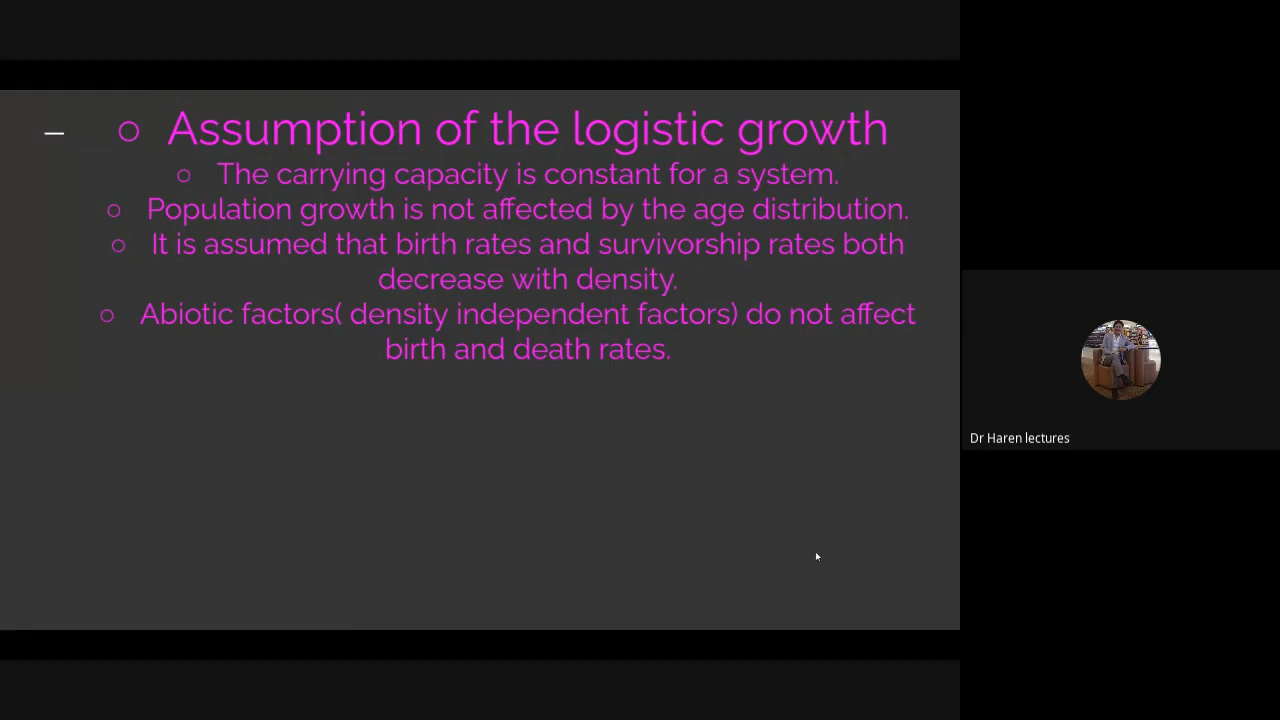 – ○ Assumption of the logistic growth
○ The carrying capacity is constant for a system.
○ Population growth is not affected by the age distribution.
○ It is assumed that birth rates and survivorship rates both
decrease with density.
○ Abiotic factors( density independent factors) do not affect
birth and death rates.
Dr Haren lectures